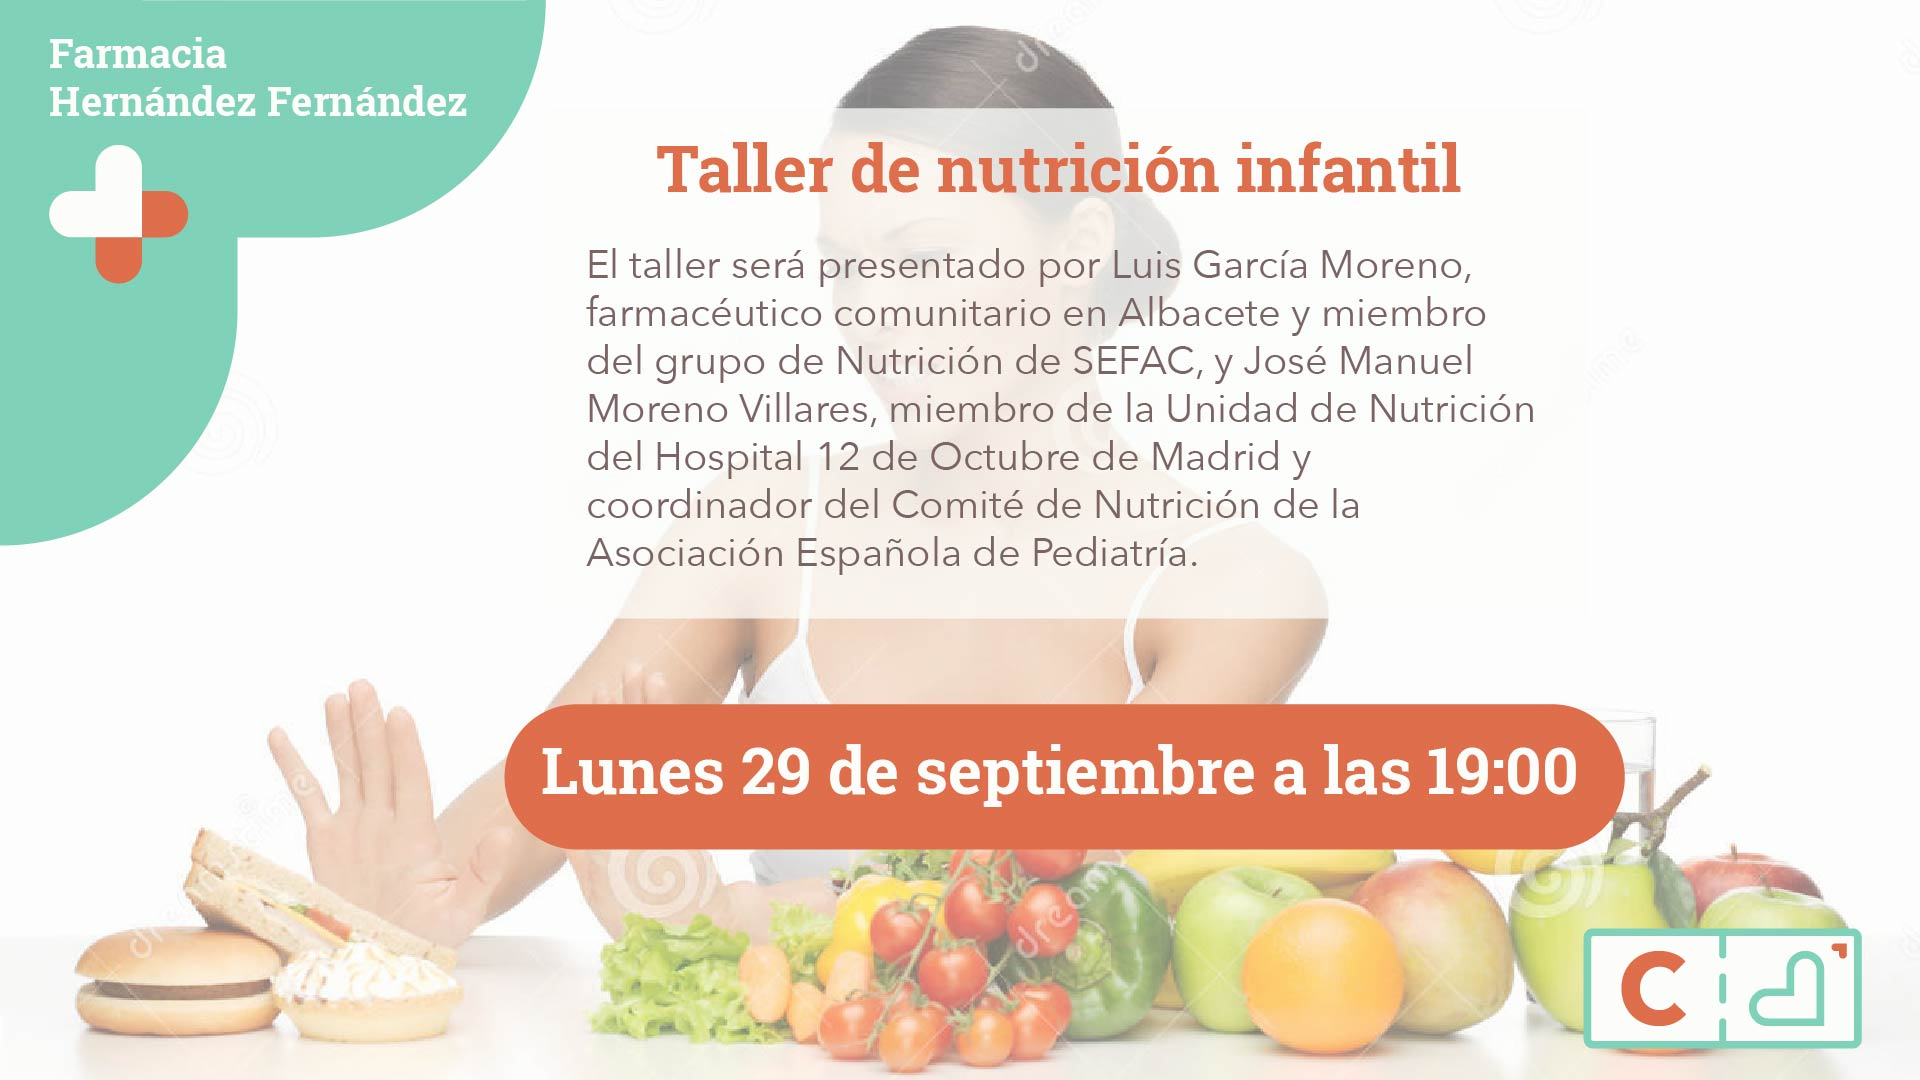 Farmacia
Hernández Fernández
Taller de nutrición infantil
El taller será presentado por Luis García Moreno,
farmacéutico comunitario en Albacete y miembro
del grupo de Nutrición de SEFAC, y José Manuel
Moreno Villares, miembro de la Unidad de Nutrición
del Hospital 12 de Octubre de Madrid y
coordinador del Comité de Nutrición de la
Asociación Española de Pediatría.
Lunes 29 de septiembre a las 19:00
C